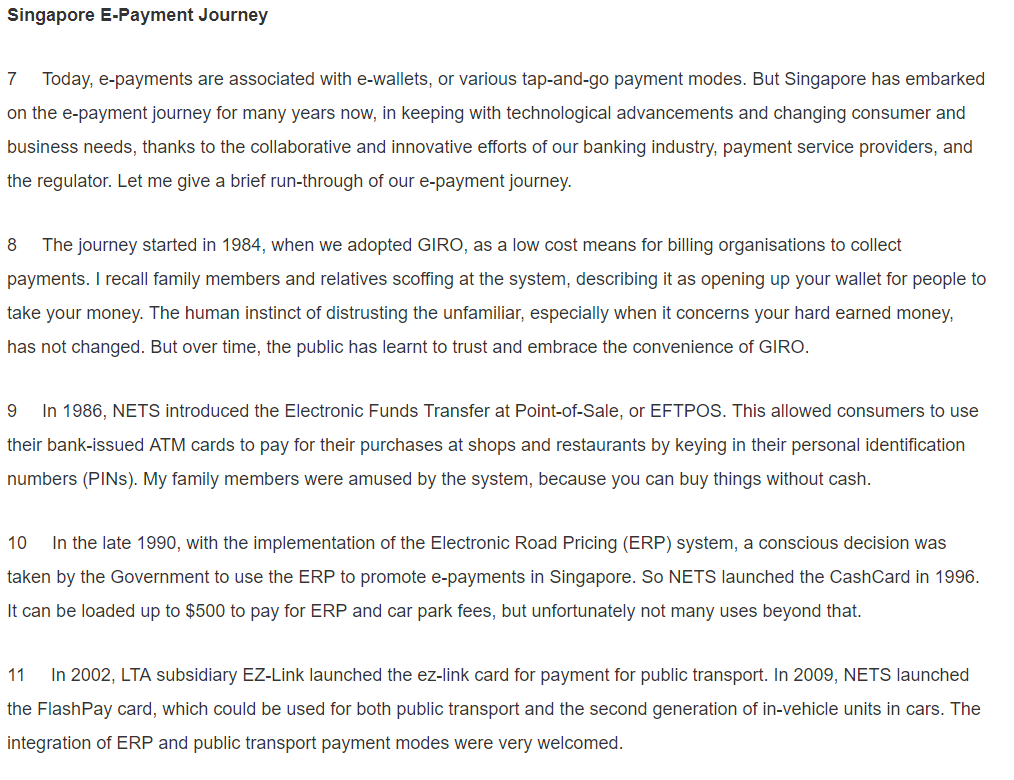 Singapore E-Payment Journey
7 Today, e-payments are associated with e-wallets, or various tap-and-go payment modes. But Singapore has embarked
on the e-payment journey for many years now, in keeping with technological advancements and changing consumer and
business needs, thanks to the collaborative and innovative efforts of our banking industry, payment service providers, and
the regulator. Let me give a brief run-through of our e-payment journey.
8 The journey started in 1984, when we adopted GIRO, as a low cost means for billing organisations to collect
payments. I recall family members and relatives scoffing at the system, describing it as opening up your wallet for people to
take your money. The human instinct of distrusting the unfamiliar, especially when it concerns your hard earned money,
has not changed. But over time, the public has learnt to trust and embrace the convenience of GIRO.
9 In 1986, NETS introduced the Electronic Funds Transfer at Point-of-Sale, or EFTPOS. This allowed consumers to use
their bank-issued ATM cards to pay for their purchases at shops and restaurants by keying in their personal identification
numbers (PINs). My family members were amused by the system, because you can buy things without cash.
10 In the late 1990, with the implementation of the Electronic Road Pricing (ERP) system, a conscious decision was
taken by the Government to use the ERP to promote e-payments in Singapore. So NETS launched the CashCard in 1996.
It can be loaded up to $500 to pay for ERP and car park fees, but unfortunately not many uses beyond that.
11 In 2002, LTA subsidiary EZ-Link launched the ez-link card for payment for public transport. In 2009, NETS launched
the FlashPay card, which could be used for both public transport and the second generation of in-vehicle units in cars. The
integration of ERP and public transport payment modes were very welcomed.